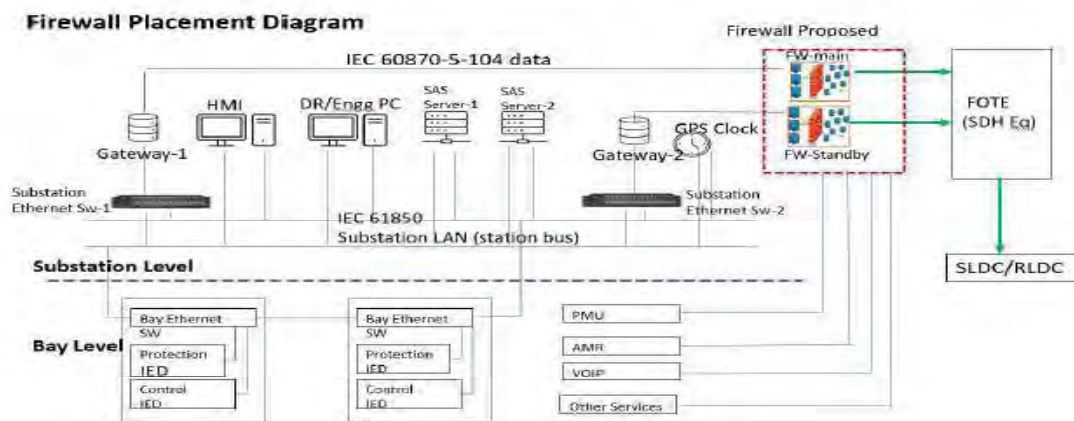 Firewall Placement Diagram
Firewall Proposed
IEC 60870-5-104 data
FW-main
HMI
DR/Engg PC
SAS
Server-1
SAS
Server-2
FOTE
(SDH Eq)
Gateway-1
Gateway-2
GPS Clock
FW-Standby
Substation
Ethernet Sw-1
Substation
Ethernet Sw-2
IEC 61850
Substation LAN (station bus)
Substation Level
SLDC/RLDC
Bay Level
Bay Ethernet
SW
Protection
IED
Control
IED
Bay Ethernet
SW
Protection
IED
Control
IED
PMU
AMR
VOIP
Other Services